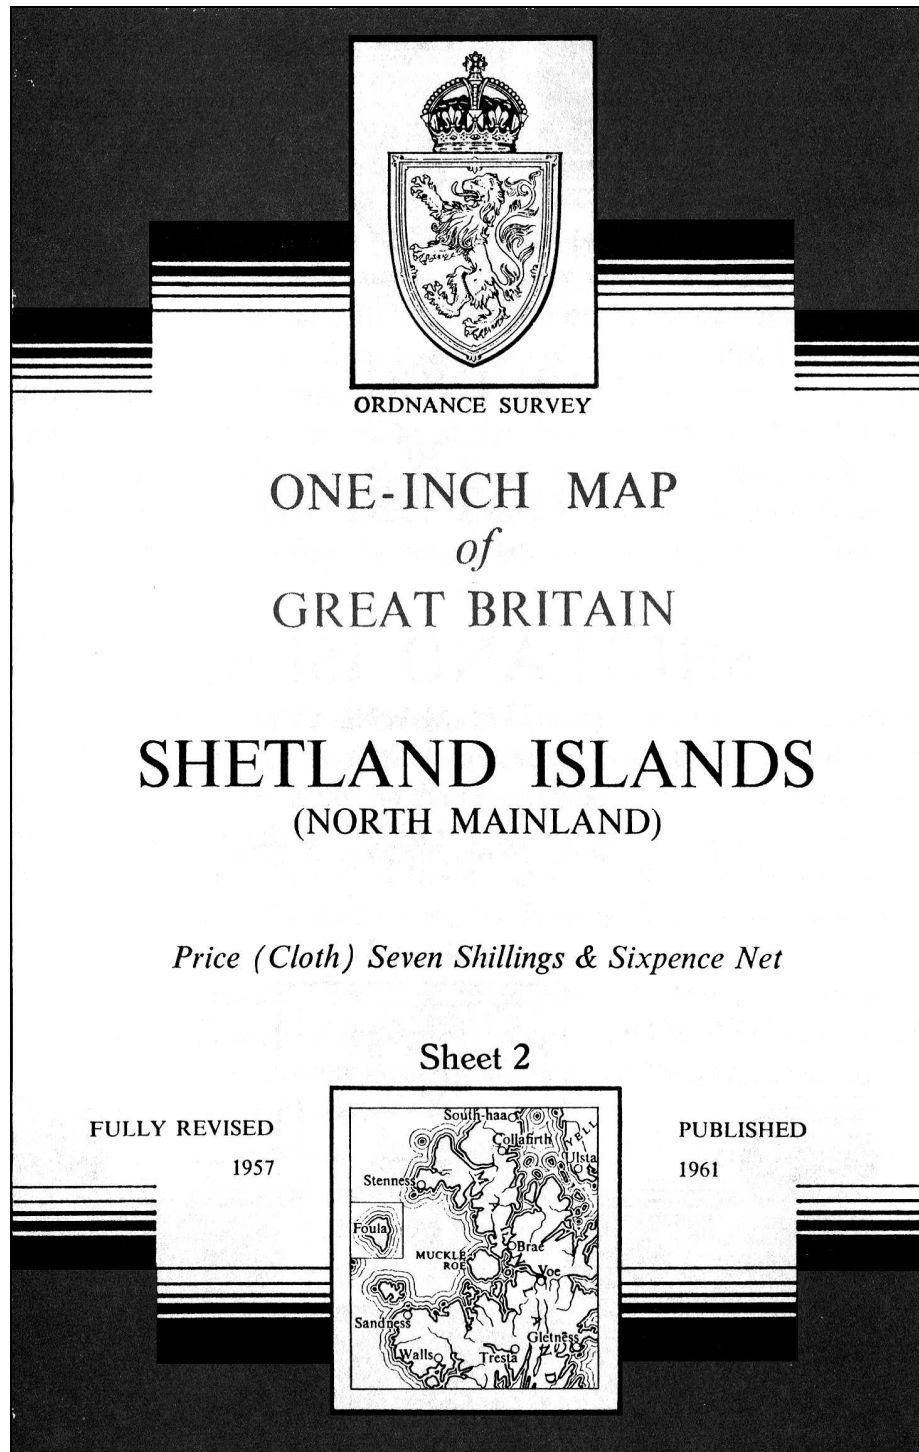 ORDNANCE SURVEY
ONE-INCH MAP
of
GREAT BRITAIN
SHETLAND ISLANDS
(NORTH MAINLAND)
Price (Cloth) Seven Shillings & Sixpence Net
Sheet 2
FULLY REVISED
1957
PUBLISHED
1961
South-haa
Collafirth
YELL
Ulsta
Stenness
Foula
MUCKLE
ROE
Brae
Voe
Sandness
Gletness
Walls
Tresta